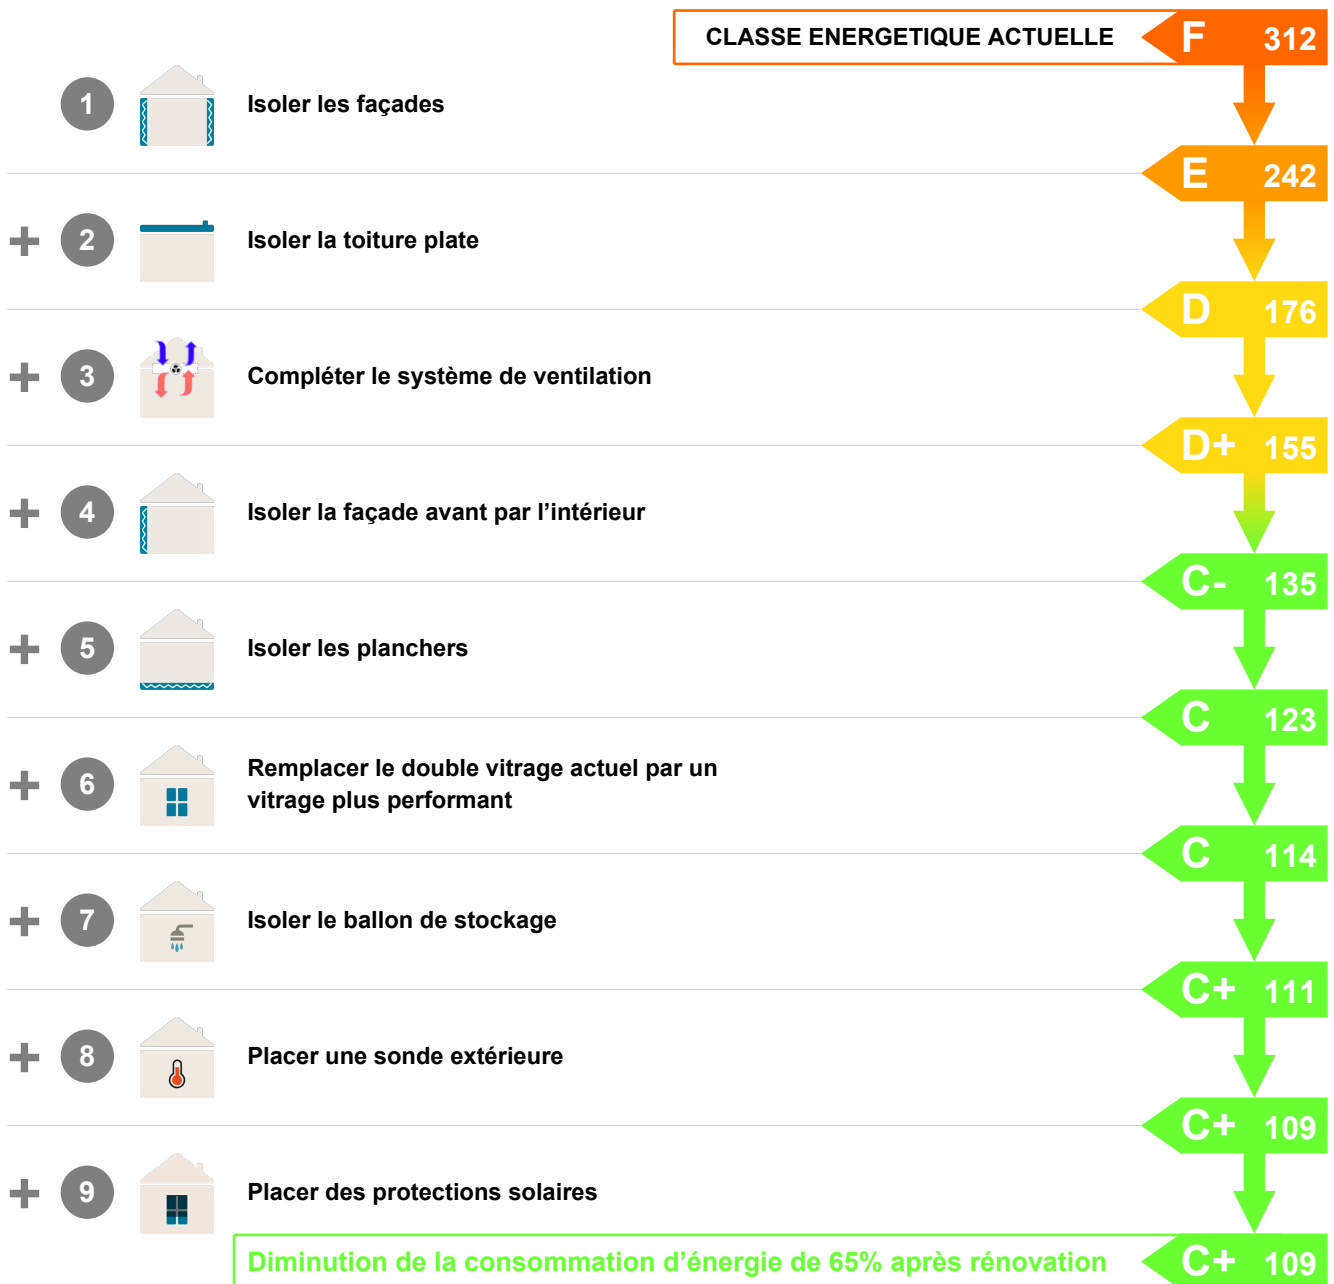 CLASSE ENERGETIQUE ACTUELLE F 312
1 Isoler les façades
E 242
+ 2 Isoler la toiture plate
D 176
+ 3 Compléter le système de ventilation
D+ 155
+ 4 Isoler la façade avant par l’intérieur
C- 135
+ 5 Isoler les planchers
C 123
+ 6 Remplacer le double vitrage actuel par un
vitrage plus performant
C 114
+ 7 Isoler le ballon de stockage
C+ 111
+ 8 Placer une sonde extérieure
C+ 109
+ 9 Placer des protections solaires
Diminution de la consommation d’énergie de 65% après rénovation C+ 109